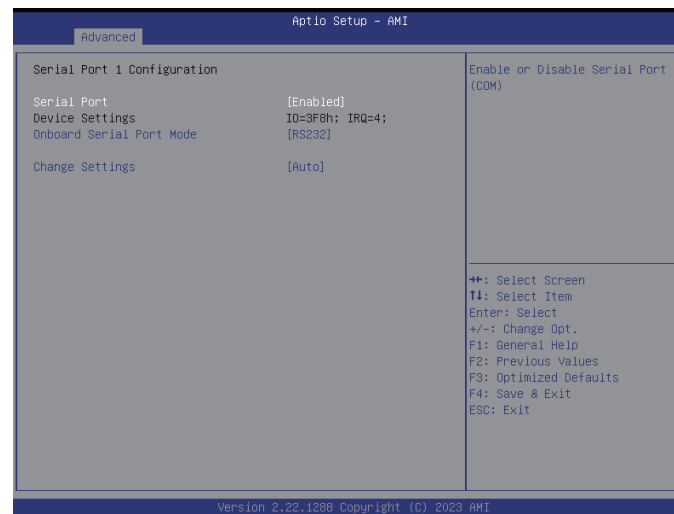 Aptio Setup – AMI
Advanced
Serial Port 1 Configuration
Serial Port [Enabled]
Device Settings IO=3F8h; IRQ=4;
Onboard Serial Port Mode [RS232]
Change Settings [Auto]
Enable or Disable Serial Port
(COM)
→←: Select Screen
↑↓: Select Item
Enter: Select
+/-: Change Opt.
F1: General Help
F2: Previous Values
F3: Optimized Defaults
F4: Save & Exit
ESC: Exit
Version 2.22.1288 Copyright (C) 2023 AMI